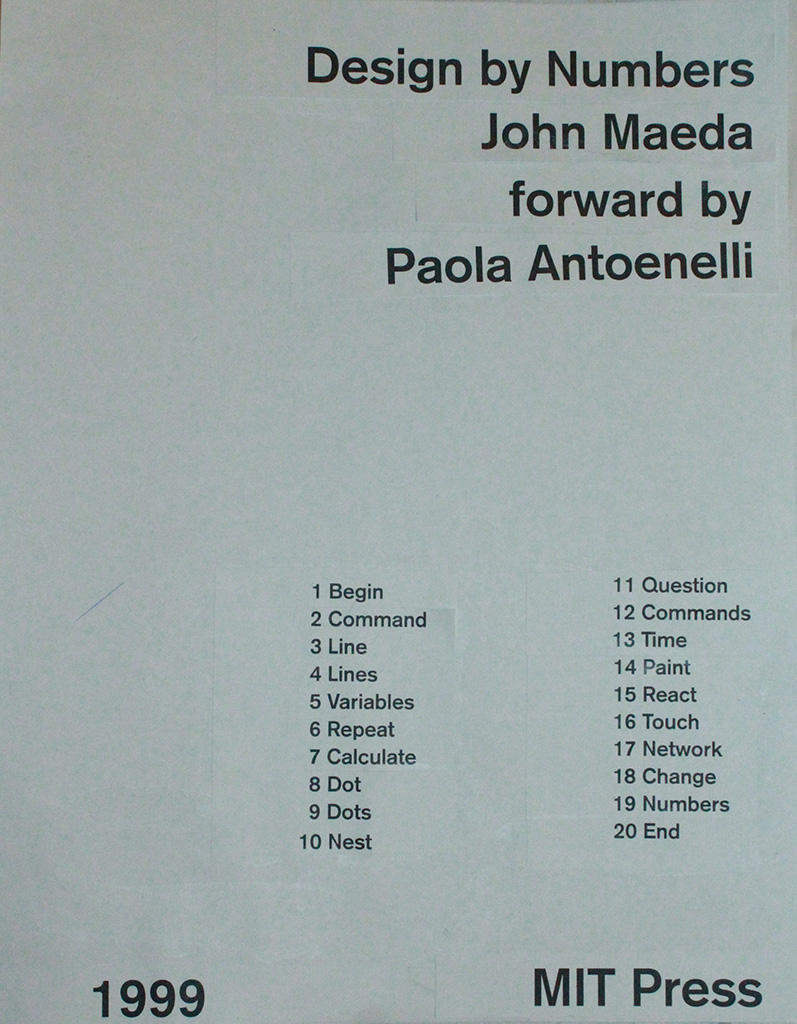 Design by Numbers
John Maeda
forward by
Paola Antoenelli
1 Begin
2 Command
3 Line
4 Lines
5 Variables
6 Repeat
7 Calculate
8 Dot
9 Dots
10 Nest
11 Question
12 Commands
13 Time
14 Paint
15 React
16 Touch
17 Network
18 Change
19 Numbers
20 End
1999
MIT Press